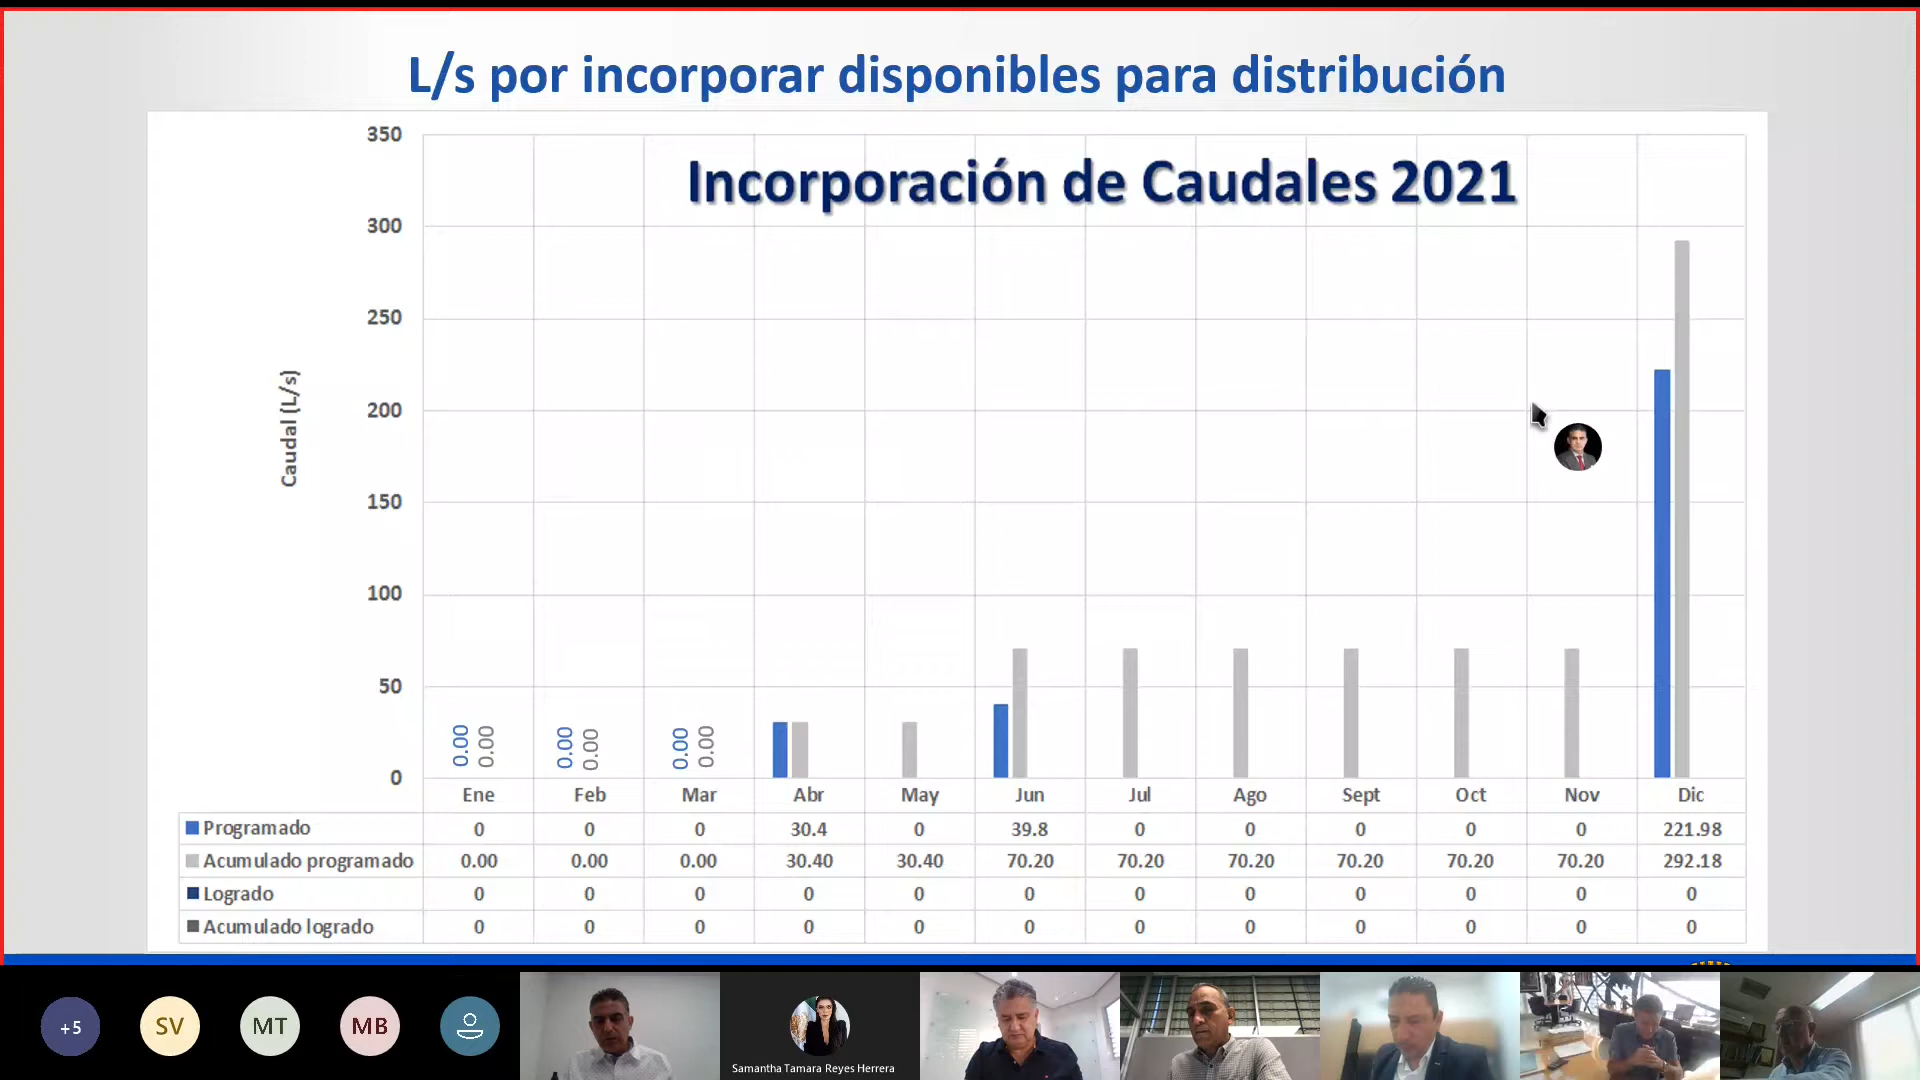 L/s por incorporar disponibles para distribución
Incorporación de Caudales 2021
Caudal (L/s)
350
300
250
200
150
100
50
0
0.00 0.00 0.00 0.00 0.00 0.00
Ene Feb Mar Abr May Jun Jul Ago Sept Oct Nov Dic
Programado 0 0 0 30.4 0 39.8 0 0 0 0 0 221.98
Acumulado programado 0.00 0.00 0.00 30.40 30.40 70.20 70.20 70.20 70.20 70.20 70.20 292.18
Logrado 0 0 0 0 0 0 0 0 0 0 0 0
Acumulado logrado 0 0 0 0 0 0 0 0 0 0 0 0
+5 SV MT MB
Samantha Tamara Reyes Herrera